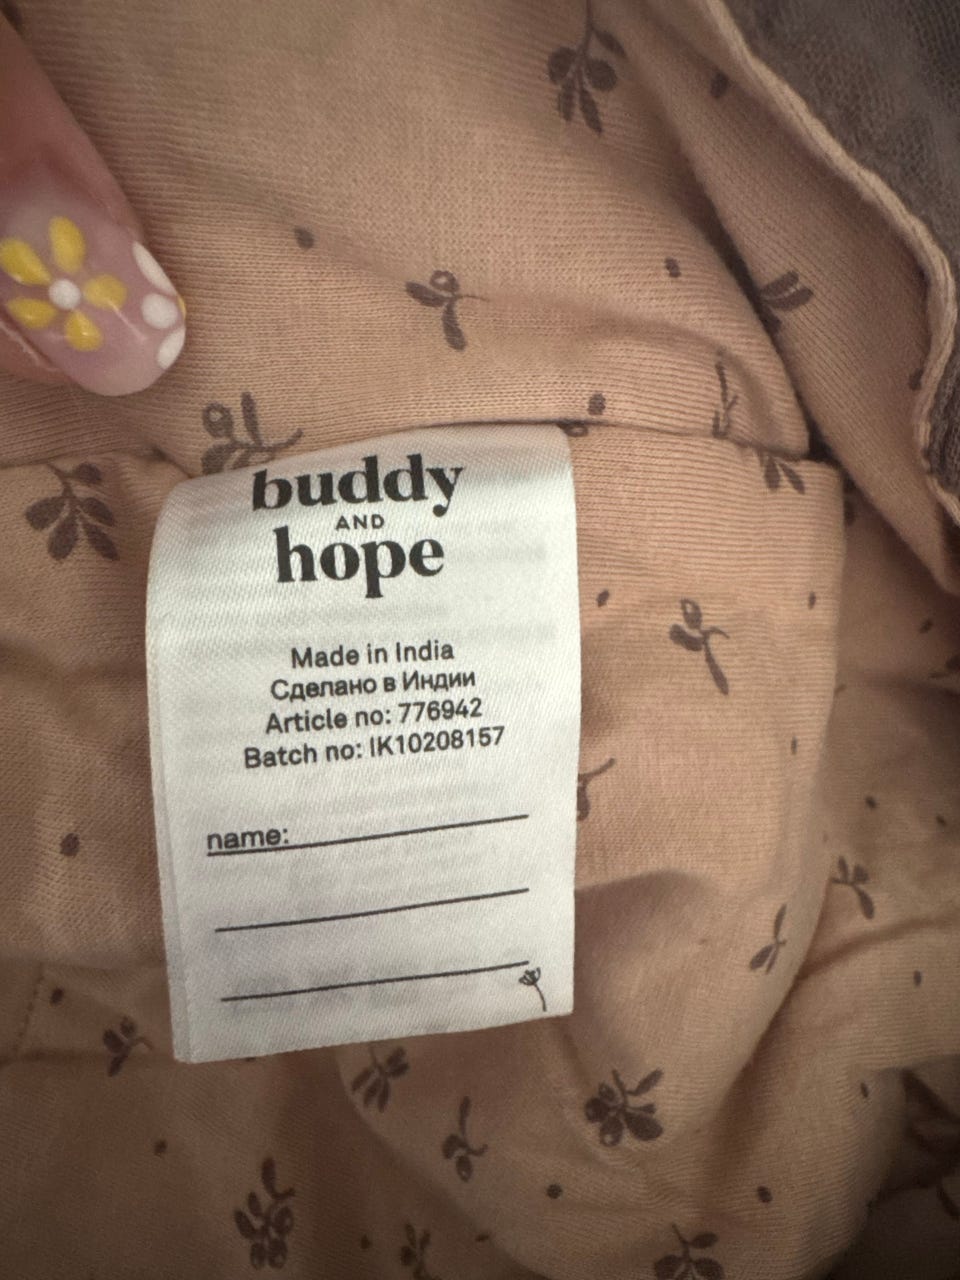 buddy
AND
hope
Made in India
Сделано в Индии
Article no: 776942
Batch no: IK10208157
name: